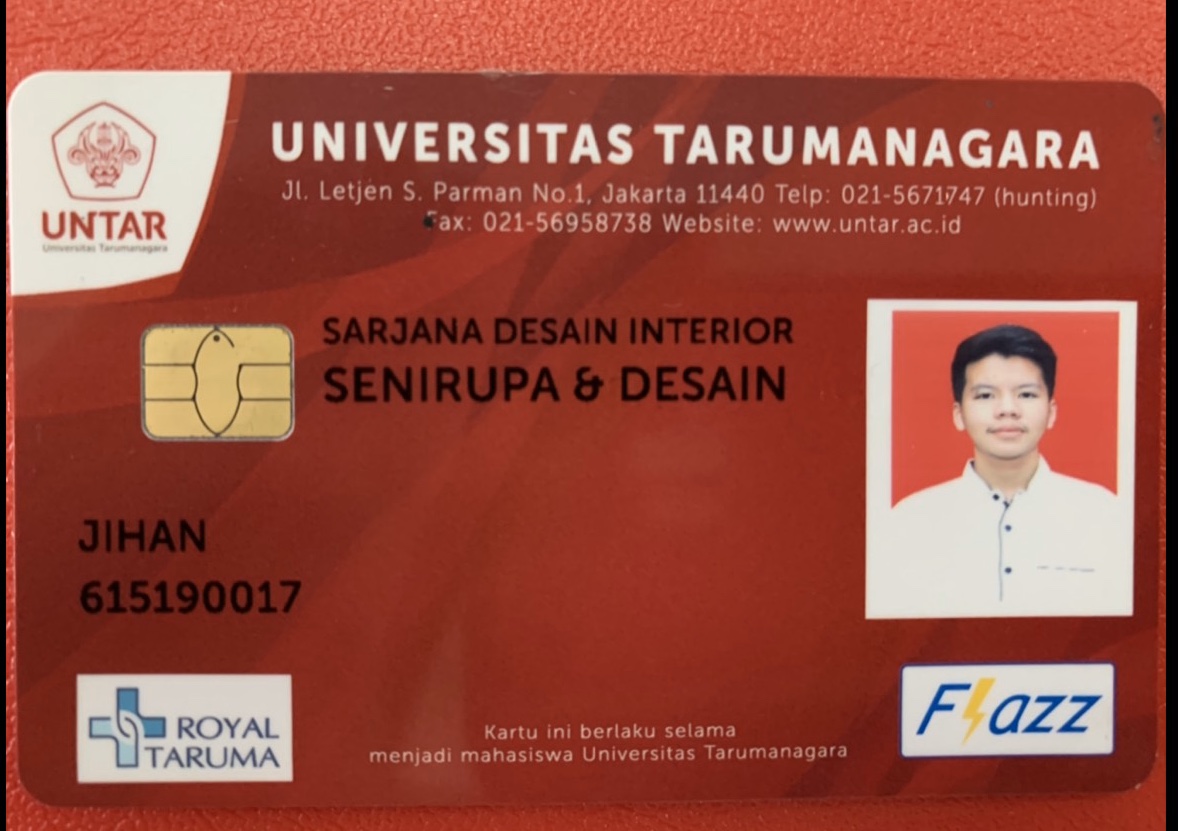 UNIVERSITAS TARUMANAGARA
Jl. Letjen S. Parman No.1, Jakarta 11440 Telp: 021-5671747 (hunting)
Fax: 021-56958738 Website: www.untar.ac.id
UNTAR
Universitas Tarumanagara
SARJANA DESAIN INTERIOR
SENIRUPA & DESAIN
JIHAN
615190017
ROYAL
TARUMA
Kartu ini berlaku selama
menjadi mahasiswa Universitas Tarumanagara
Flazz